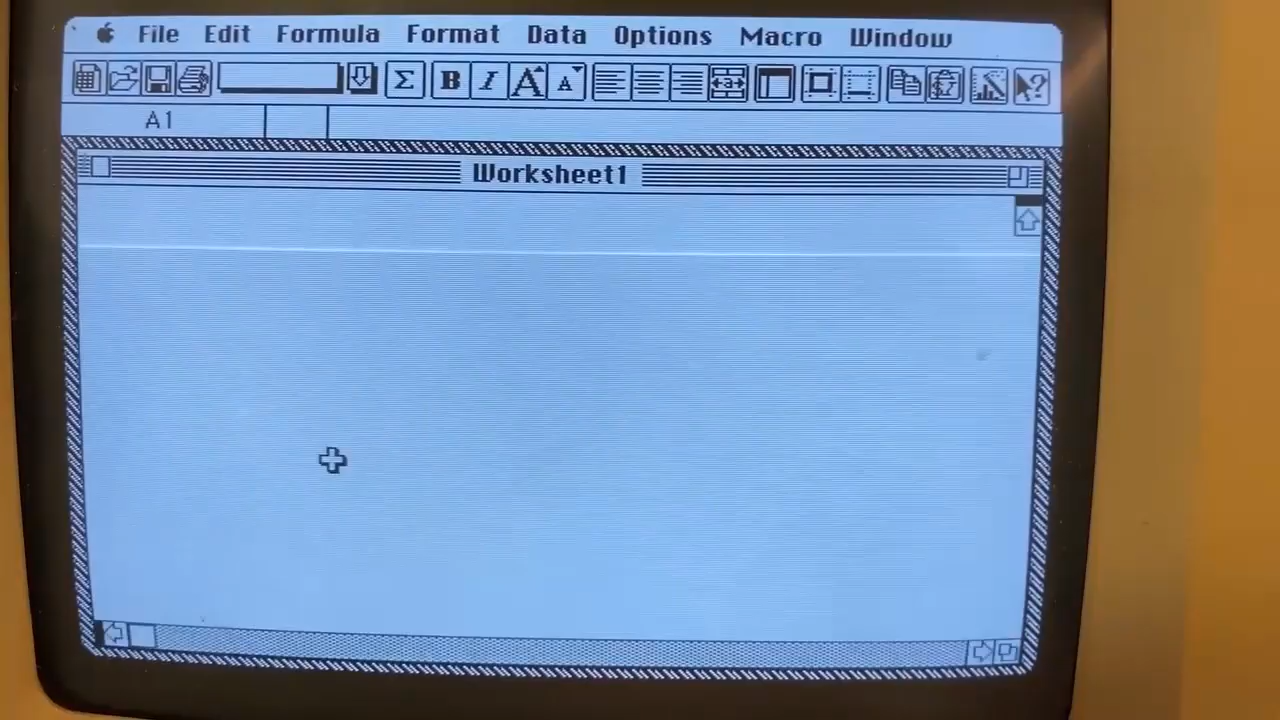 File Edit Formula Format Data Options Macro Window
Σ B I A A a ?
A1
Worksheet1